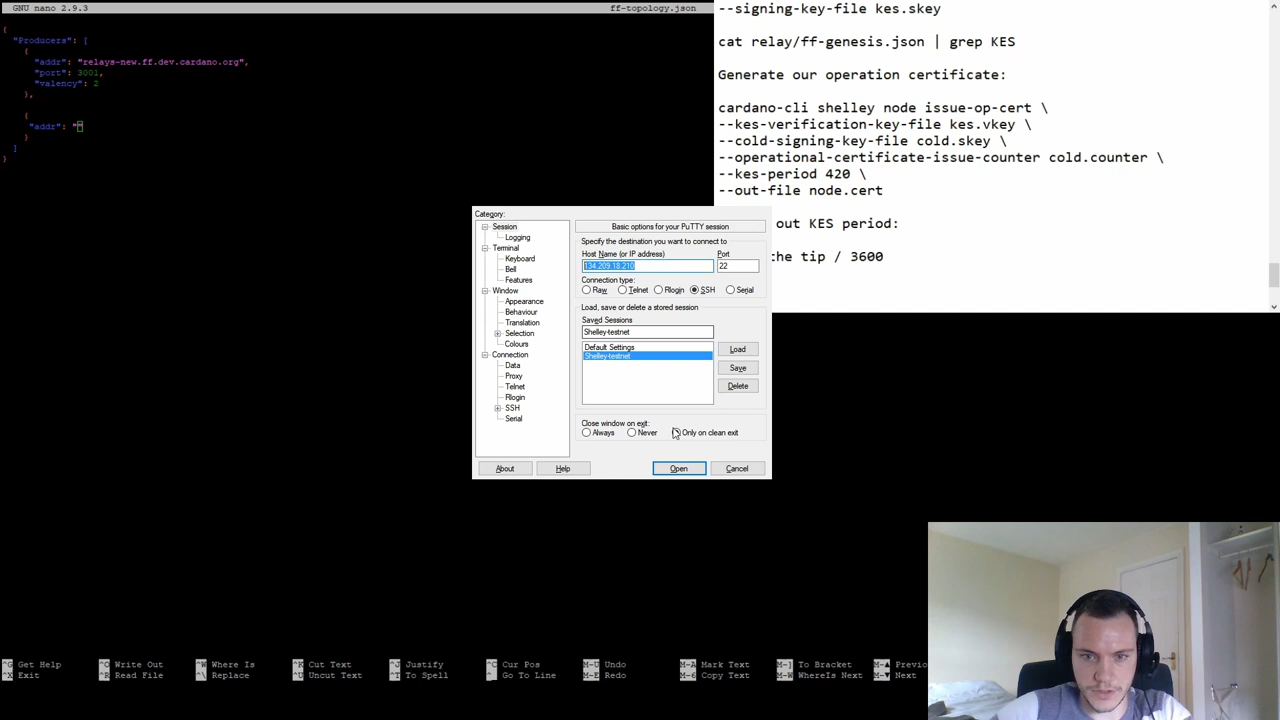 GNU nano 2.9.3
ff-topology.json
{
"Producers": [
{
"addr": "relays-new.ff.dev.cardano.org",
"port": 3001,
"valency": 2
},
{
"addr": ""
}
]
}
--signing-key-file kes.skey
cat relay/ff-genesis.json | grep KES
Generate our operation certificate:
cardano-cli shelley node issue-op-cert \
--kes-verification-key-file kes.vkey \
--cold-signing-key-file cold.skey \
--operational-certificate-issue-counter cold.counter \
--kes-period 420 \
--out-file node.cert
out KES period:
the tip / 3600
Category:
Session
Logging
Terminal
Keyboard
Bell
Features
Window
Appearance
Behaviour
Translation
Selection
Colours
Connection
Data
Proxy
Telnet
Rlogin
SSH
Serial
Basic options for your PuTTY session
Specify the destination you want to connect to
Host Name (or IP address) Port
134.209.18.210 22
Connection type:
Raw Telnet Rlogin SSH Serial
Load, save or delete a stored session
Saved Sessions
Shelley-testnet
Default Settings
Shelley-testnet
Load
Save
Delete
Close window on exit:
Always Never Only on clean exit
About Help Open Cancel
^G Get Help ^O Write Out ^W Where Is ^K Cut Text ^J Justify ^C Cur Pos M-U Undo M-A Mark Text M-] To Bracket M-▲ Previo
^X Exit ^R Read File ^\ Replace ^U Uncut Text ^T To Spell ^_ Go To Line M-E Redo M-6 Copy Text M-W WhereIs Next M-▼ Next